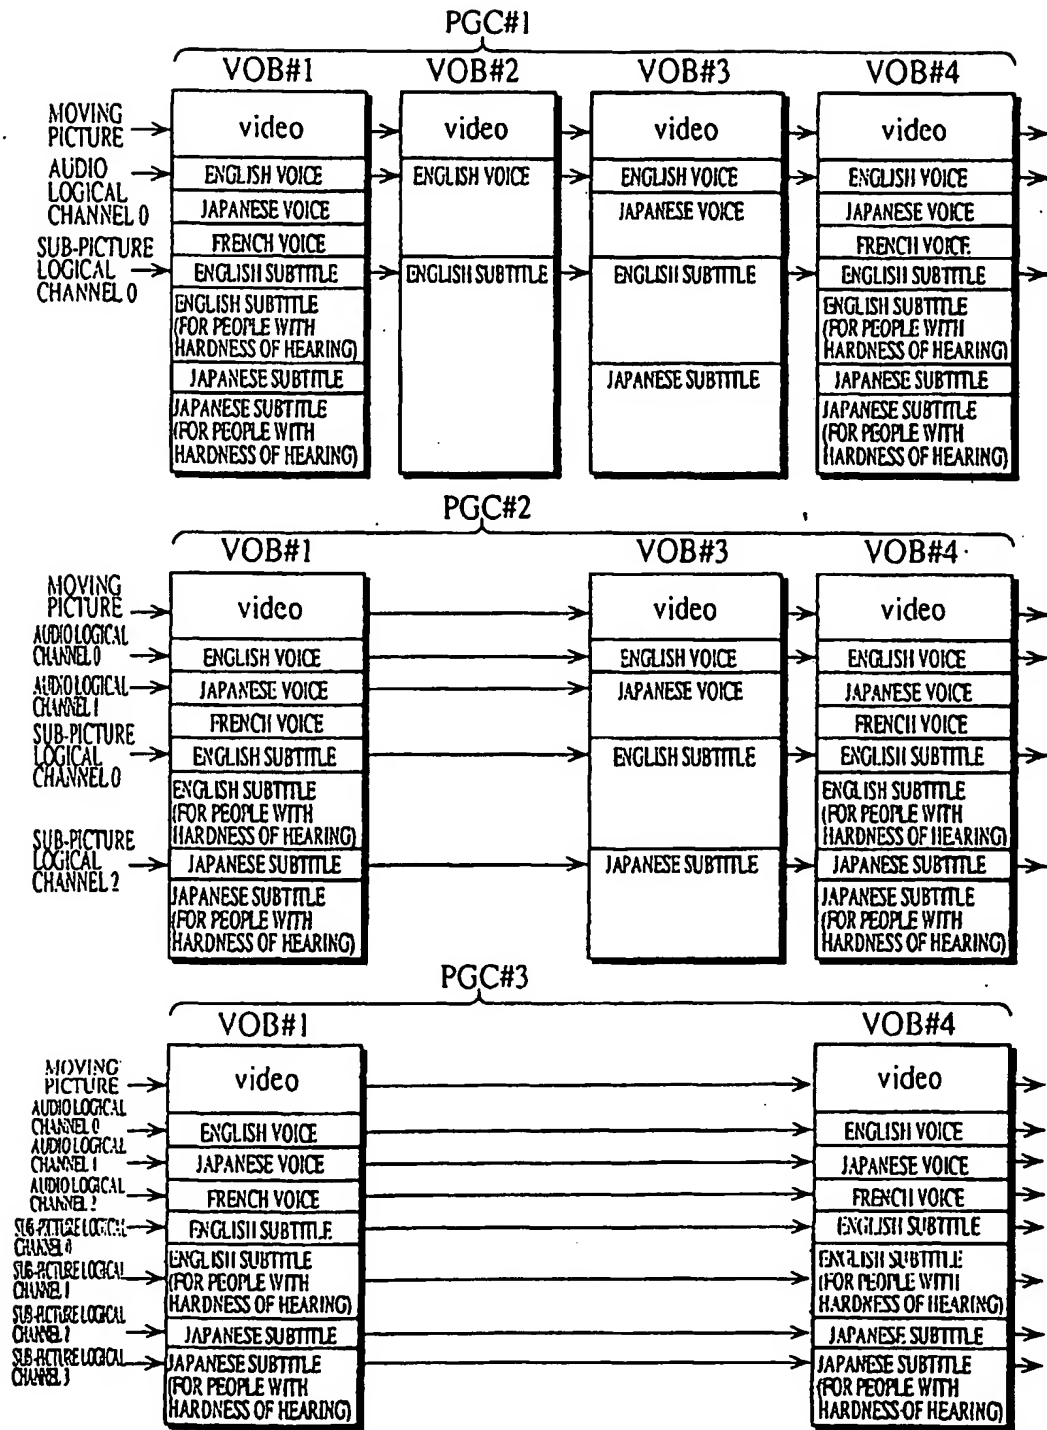 PGC#1
VOB#1 VOB#2 VOB#3 VOB#4
MOVING
PICTURE
video video video video
AUDIO
LOGICAL
CHANNEL 0
ENGLISH VOICE ENGLISH VOICE ENGLISH VOICE ENGLISH VOICE
JAPANESE VOICE JAPANESE VOICE JAPANESE VOICE
FRENCH VOICE FRENCH VOICE
SUB-PICTURE
LOGICAL
CHANNEL 0
ENGLISH SUBTITLE ENGLISH SUBTITLE ENGLISH SUBTITLE ENGLISH SUBTITLE
ENGLISH SUBTITLE
(FOR PEOPLE WITH
HARDNESS OF HEARING)
ENGLISH SUBTITLE
(FOR PEOPLE WITH
HARDNESS OF HEARING)
JAPANESE SUBTITLE JAPANESE SUBTITLE JAPANESE SUBTITLE
JAPANESE SUBTITLE
(FOR PEOPLE WITH
HARDNESS OF HEARING)
JAPANESE SUBTITLE
(FOR PEOPLE WITH
HARDNESS OF HEARING)
PGC#2
VOB#1 VOB#3 VOB#4
MOVING
PICTURE
video video video
AUDIO LOGICAL
CHANNEL 0
ENGLISH VOICE ENGLISH VOICE ENGLISH VOICE
AUDIO LOGICAL
CHANNEL 1
JAPANESE VOICE JAPANESE VOICE JAPANESE VOICE
FRENCH VOICE FRENCH VOICE
SUB-PICTURE
LOGICAL
CHANNEL 0
ENGLISH SUBTITLE ENGLISH SUBTITLE ENGLISH SUBTITLE
ENGLISH SUBTITLE
(FOR PEOPLE WITH
HARDNESS OF HEARING)
ENGLISH SUBTITLE
(FOR PEOPLE WITH
HARDNESS OF HEARING)
SUB-PICTURE
LOGICAL
CHANNEL 2
JAPANESE SUBTITLE JAPANESE SUBTITLE JAPANESE SUBTITLE
JAPANESE SUBTITLE
(FOR PEOPLE WITH
HARDNESS OF HEARING)
JAPANESE SUBTITLE
(FOR PEOPLE WITH
HARDNESS OF HEARING)
PGC#3
VOB#1 VOB#4
MOVING
PICTURE
video video
AUDIO LOGICAL
CHANNEL 0
ENGLISH VOICE ENGLISH VOICE
AUDIO LOGICAL
CHANNEL 1
JAPANESE VOICE JAPANESE VOICE
AUDIO LOGICAL
CHANNEL 2
FRENCH VOICE FRENCH VOICE
SUB-PICTURE LOGICAL
CHANNEL 0
ENGLISH SUBTITLE ENGLISH SUBTITLE
SUB-PICTURE LOGICAL
CHANNEL 1
ENGLISH SUBTITLE
(FOR PEOPLE WITH
HARDNESS OF HEARING)
ENGLISH SUBTITLE
(FOR PEOPLE WITH
HARDNESS OF HEARING)
SUB-PICTURE LOGICAL
CHANNEL 2
JAPANESE SUBTITLE JAPANESE SUBTITLE
SUB-PICTURE LOGICAL
CHANNEL 3
JAPANESE SUBTITLE
(FOR PEOPLE WITH
HARDNESS OF HEARING)
JAPANESE SUBTITLE
(FOR PEOPLE WITH
HARDNESS OF HEARING)